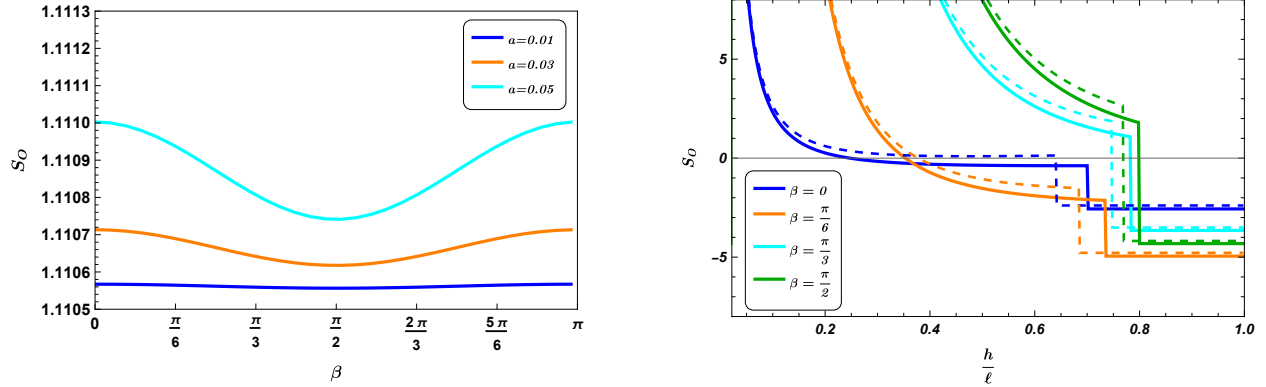 1.1113
1.1112
1.1111
1.1110
1.1109
1.1108
1.1107
1.1106
1.1105
S_O
a=0.01
a=0.03
a=0.05
0
π/6
π/3
π/2
2π/3
5π/6
π
β
5
0
-5
S_O
β = 0
β = π/6
β = π/3
β = π/2
0.2
0.4
0.6
0.8
1.0
h/ℓ